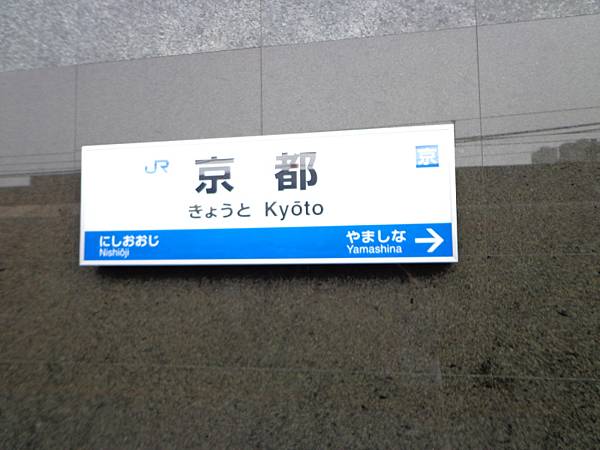 JR 京都 京
きょうと Kyōto
にしおおじ やましな
Nishiōji Yamashina